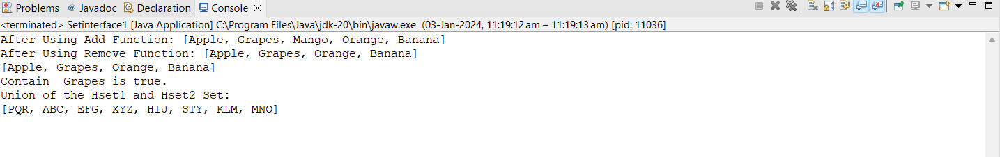 Problems @ Javadoc Declaration Console
<terminated> Setinterface1 [Java Application] C:\Program Files\Java\jdk-20\bin\javaw.exe (03-Jan-2024, 11:19:12 am – 11:19:13 am) [pid: 11036]
After Using Add Function: [Apple, Grapes, Mango, Orange, Banana]
After Using Remove Function: [Apple, Grapes, Orange, Banana]
[Apple, Grapes, Orange, Banana]
Contain  Grapes is true.
Union of the Hset1 and Hset2 Set:
[PQR, ABC, EFG, XYZ, HIJ, STY, KLM, MNO]